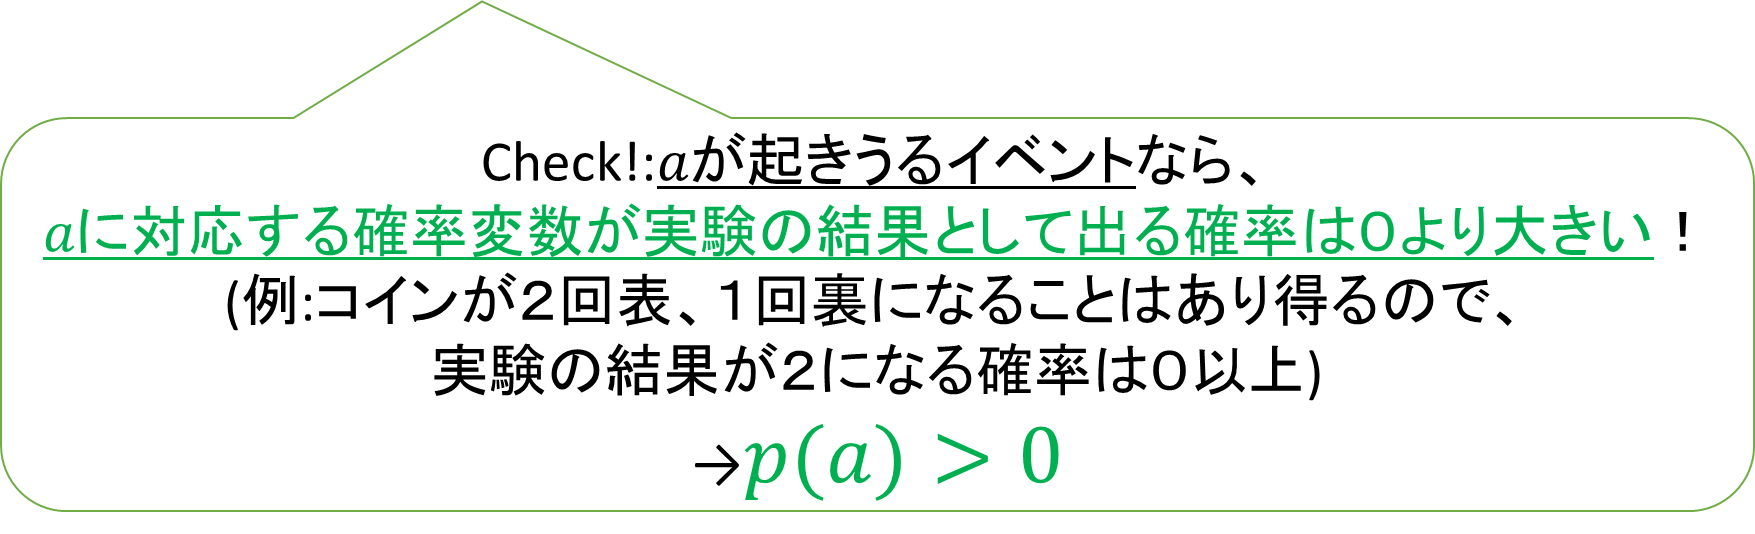 Check!:𝑎が起きうるイベントなら、
𝑎に対応する確率変数が実験の結果として出る確率は0より大きい！
(例:コインが２回表、１回裏になることはあり得るので、
実験の結果が２になる確率は０以上)
→𝑝(𝑎) > 0